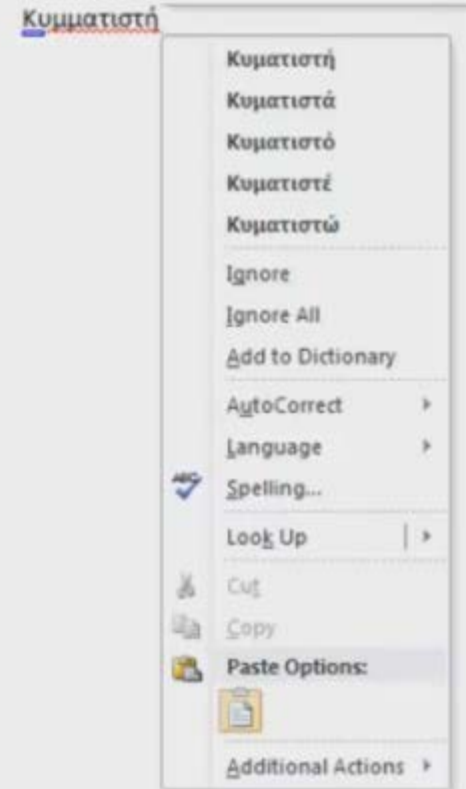 Κυμματιστή
Κυματιστή
Κυματιστά
Κυματιστό
Κυματιστέ
Κυματιστώ
Ignore
Ignore All
Add to Dictionary
AutoCorrect
Language
ABC
Spelling...
Look Up
Cut
Copy
Paste Options:
Additional Actions